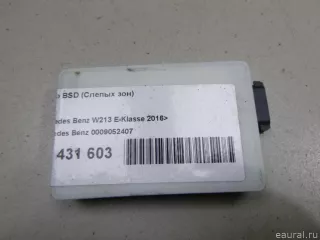 BSD (Слепых зон)
des Benz W213 E-Klasse 2016>
des Benz 0009052407
431 603
eaural.ru